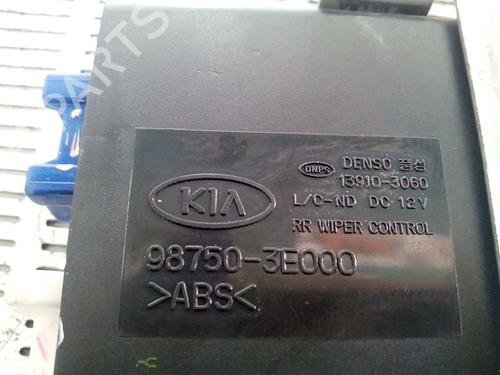 PARTS
DNPS DENSO 풍성
13910-3060
L/C-ND DC 12V
RR WIPER CONTROL
KIA
98750-3E000
>ABS<